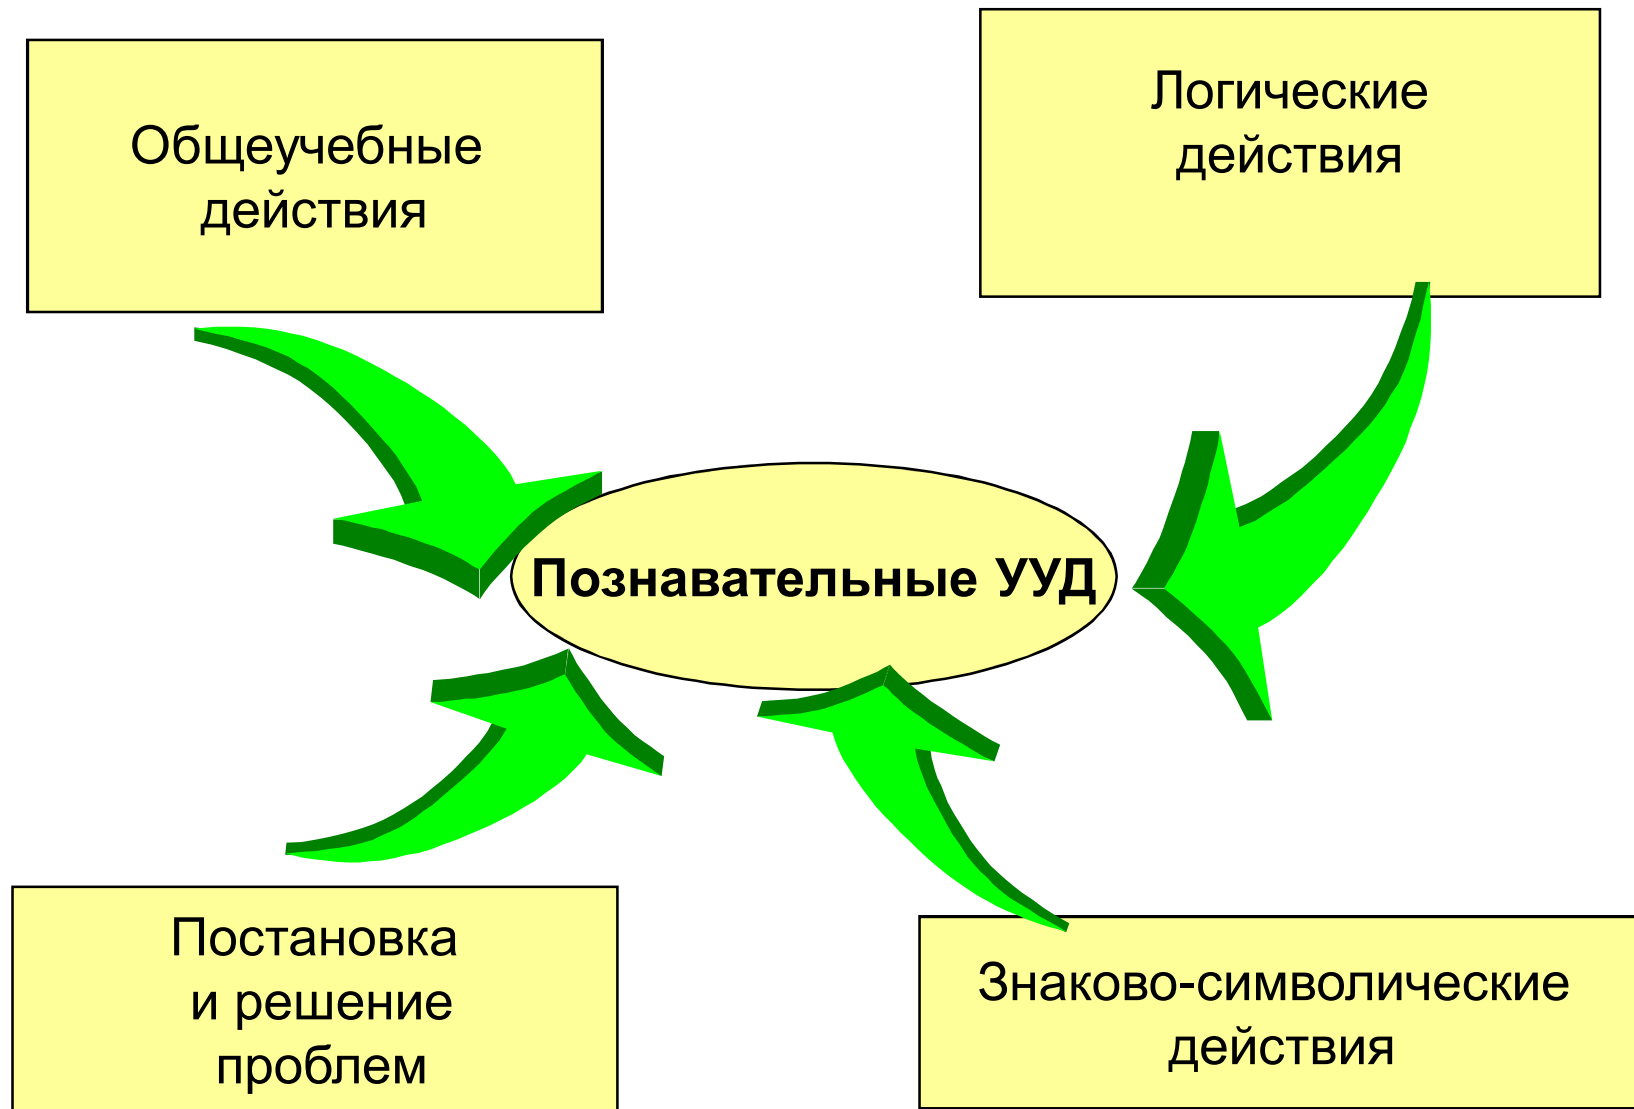 Общеучебные
действия
Логические
действия
Познавательные УУД
Постановка
и решение
проблем
Знаково-символические
действия